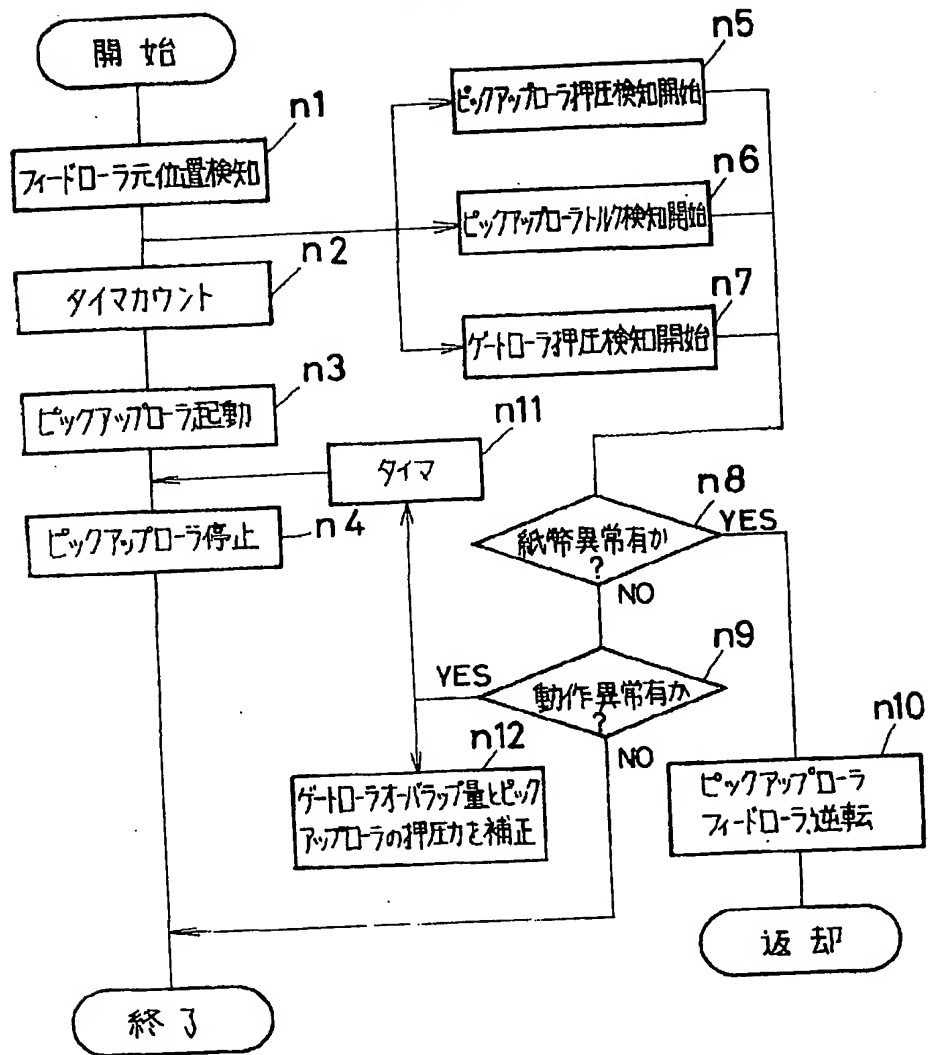 開始
n1
フィードローラ元位置検知
n2
タイマカウント
n3
ピックアップローラ起動
n4
ピックアップローラ停止
n5
ピックアップローラ押圧検知開始
n6
ピックアップローラトルク検知開始
n7
ゲートローラ押圧検知開始
n11
タイマ
n8
紙幣異常有か
?
YES
NO
n9
動作異常有か
?
YES
NO
n12
ゲートローラオーバラップ量とピック
アップローラの押圧力を補正
n10
ピックアップローラ
フィードローラ逆転
返却
終了